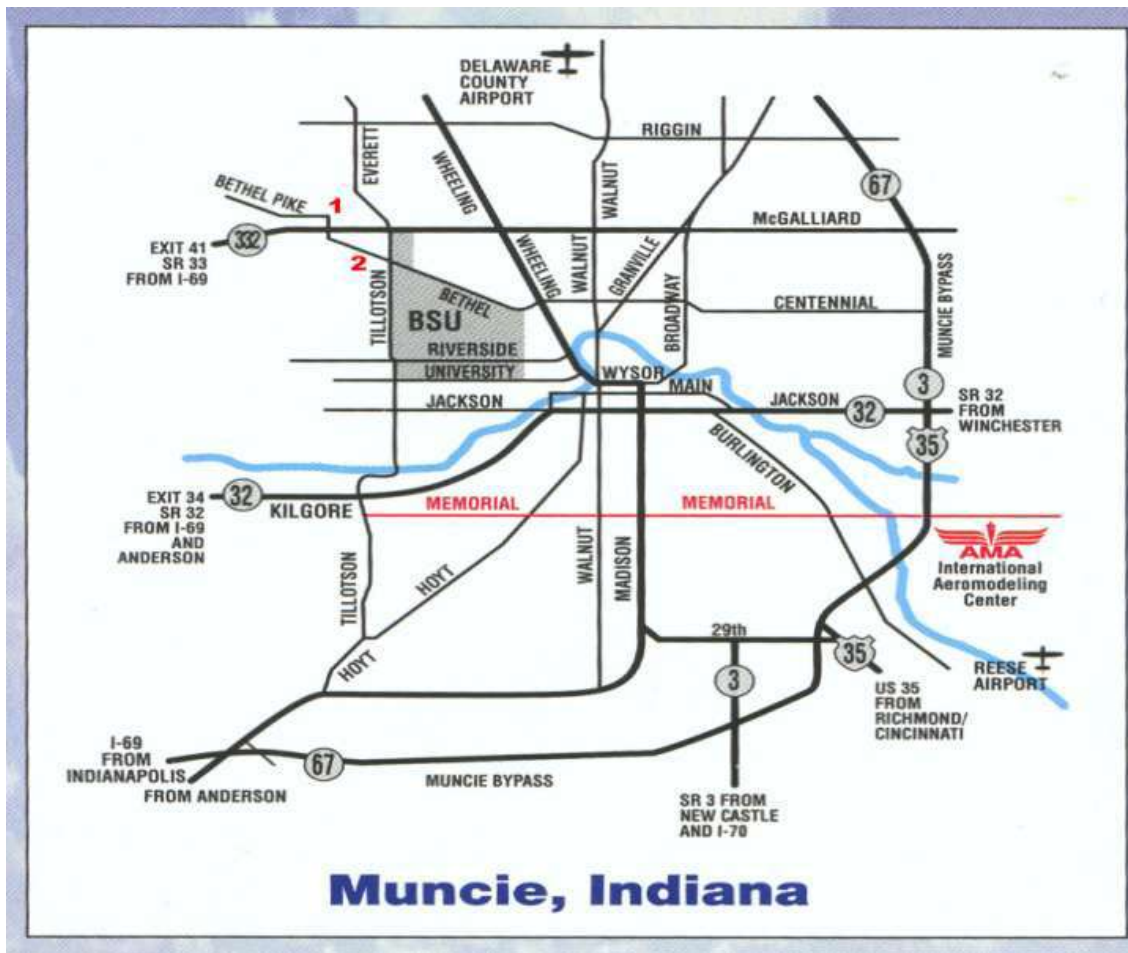 DELAWARE
COUNTY
AIRPORT
RIGGIN
EVERETT
WHEELING
WALNUT
67
BETHEL PIKE
1
McGALLIARD
332
EXIT 41
SR 33
FROM I-69
2
TILLOTSON
BETHEL
WHEELING
WALNUT
GRANVILLE
BROADWAY
CENTENNIAL
MUNCIE BYPASS
BSU
RIVERSIDE
UNIVERSITY
WYSOR
MAIN
3
JACKSON
JACKSON
32
SR 32
FROM
WINCHESTER
35
BURLINGTON
EXIT 34
SR 32
FROM I-69
AND
ANDERSON
32
KILGORE
MEMORIAL
MEMORIAL
AMA
International
Aeromodeling
Center
TILLOTSON
HOYT
WALNUT
MADISON
29th
35
HOYT
3
REESE
AIRPORT
US 35
FROM
RICHMOND/
CINCINNATI
I-69
FROM
INDIANAPOLIS
67
MUNCIE BYPASS
FROM ANDERSON
SR 3 FROM
NEW CASTLE
AND I-70
Muncie, Indiana